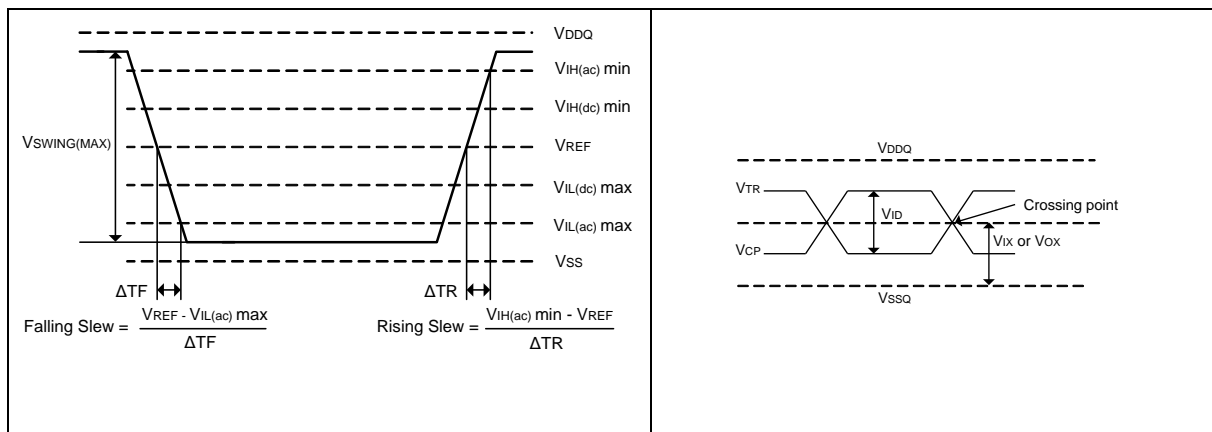 VDDQ
VIH(ac) min
VIH(dc) min
VSWING(MAX)
VREF
VIL(dc) max
VIL(ac) max
VSS
ΔTF
ΔTR
Falling Slew = VREF - VIL(ac) max
ΔTF
Rising Slew = VIH(ac) min - VREF
ΔTR
VDDQ
VTR
VID
Crossing point
VCP
VIX or VOX
VSSQ